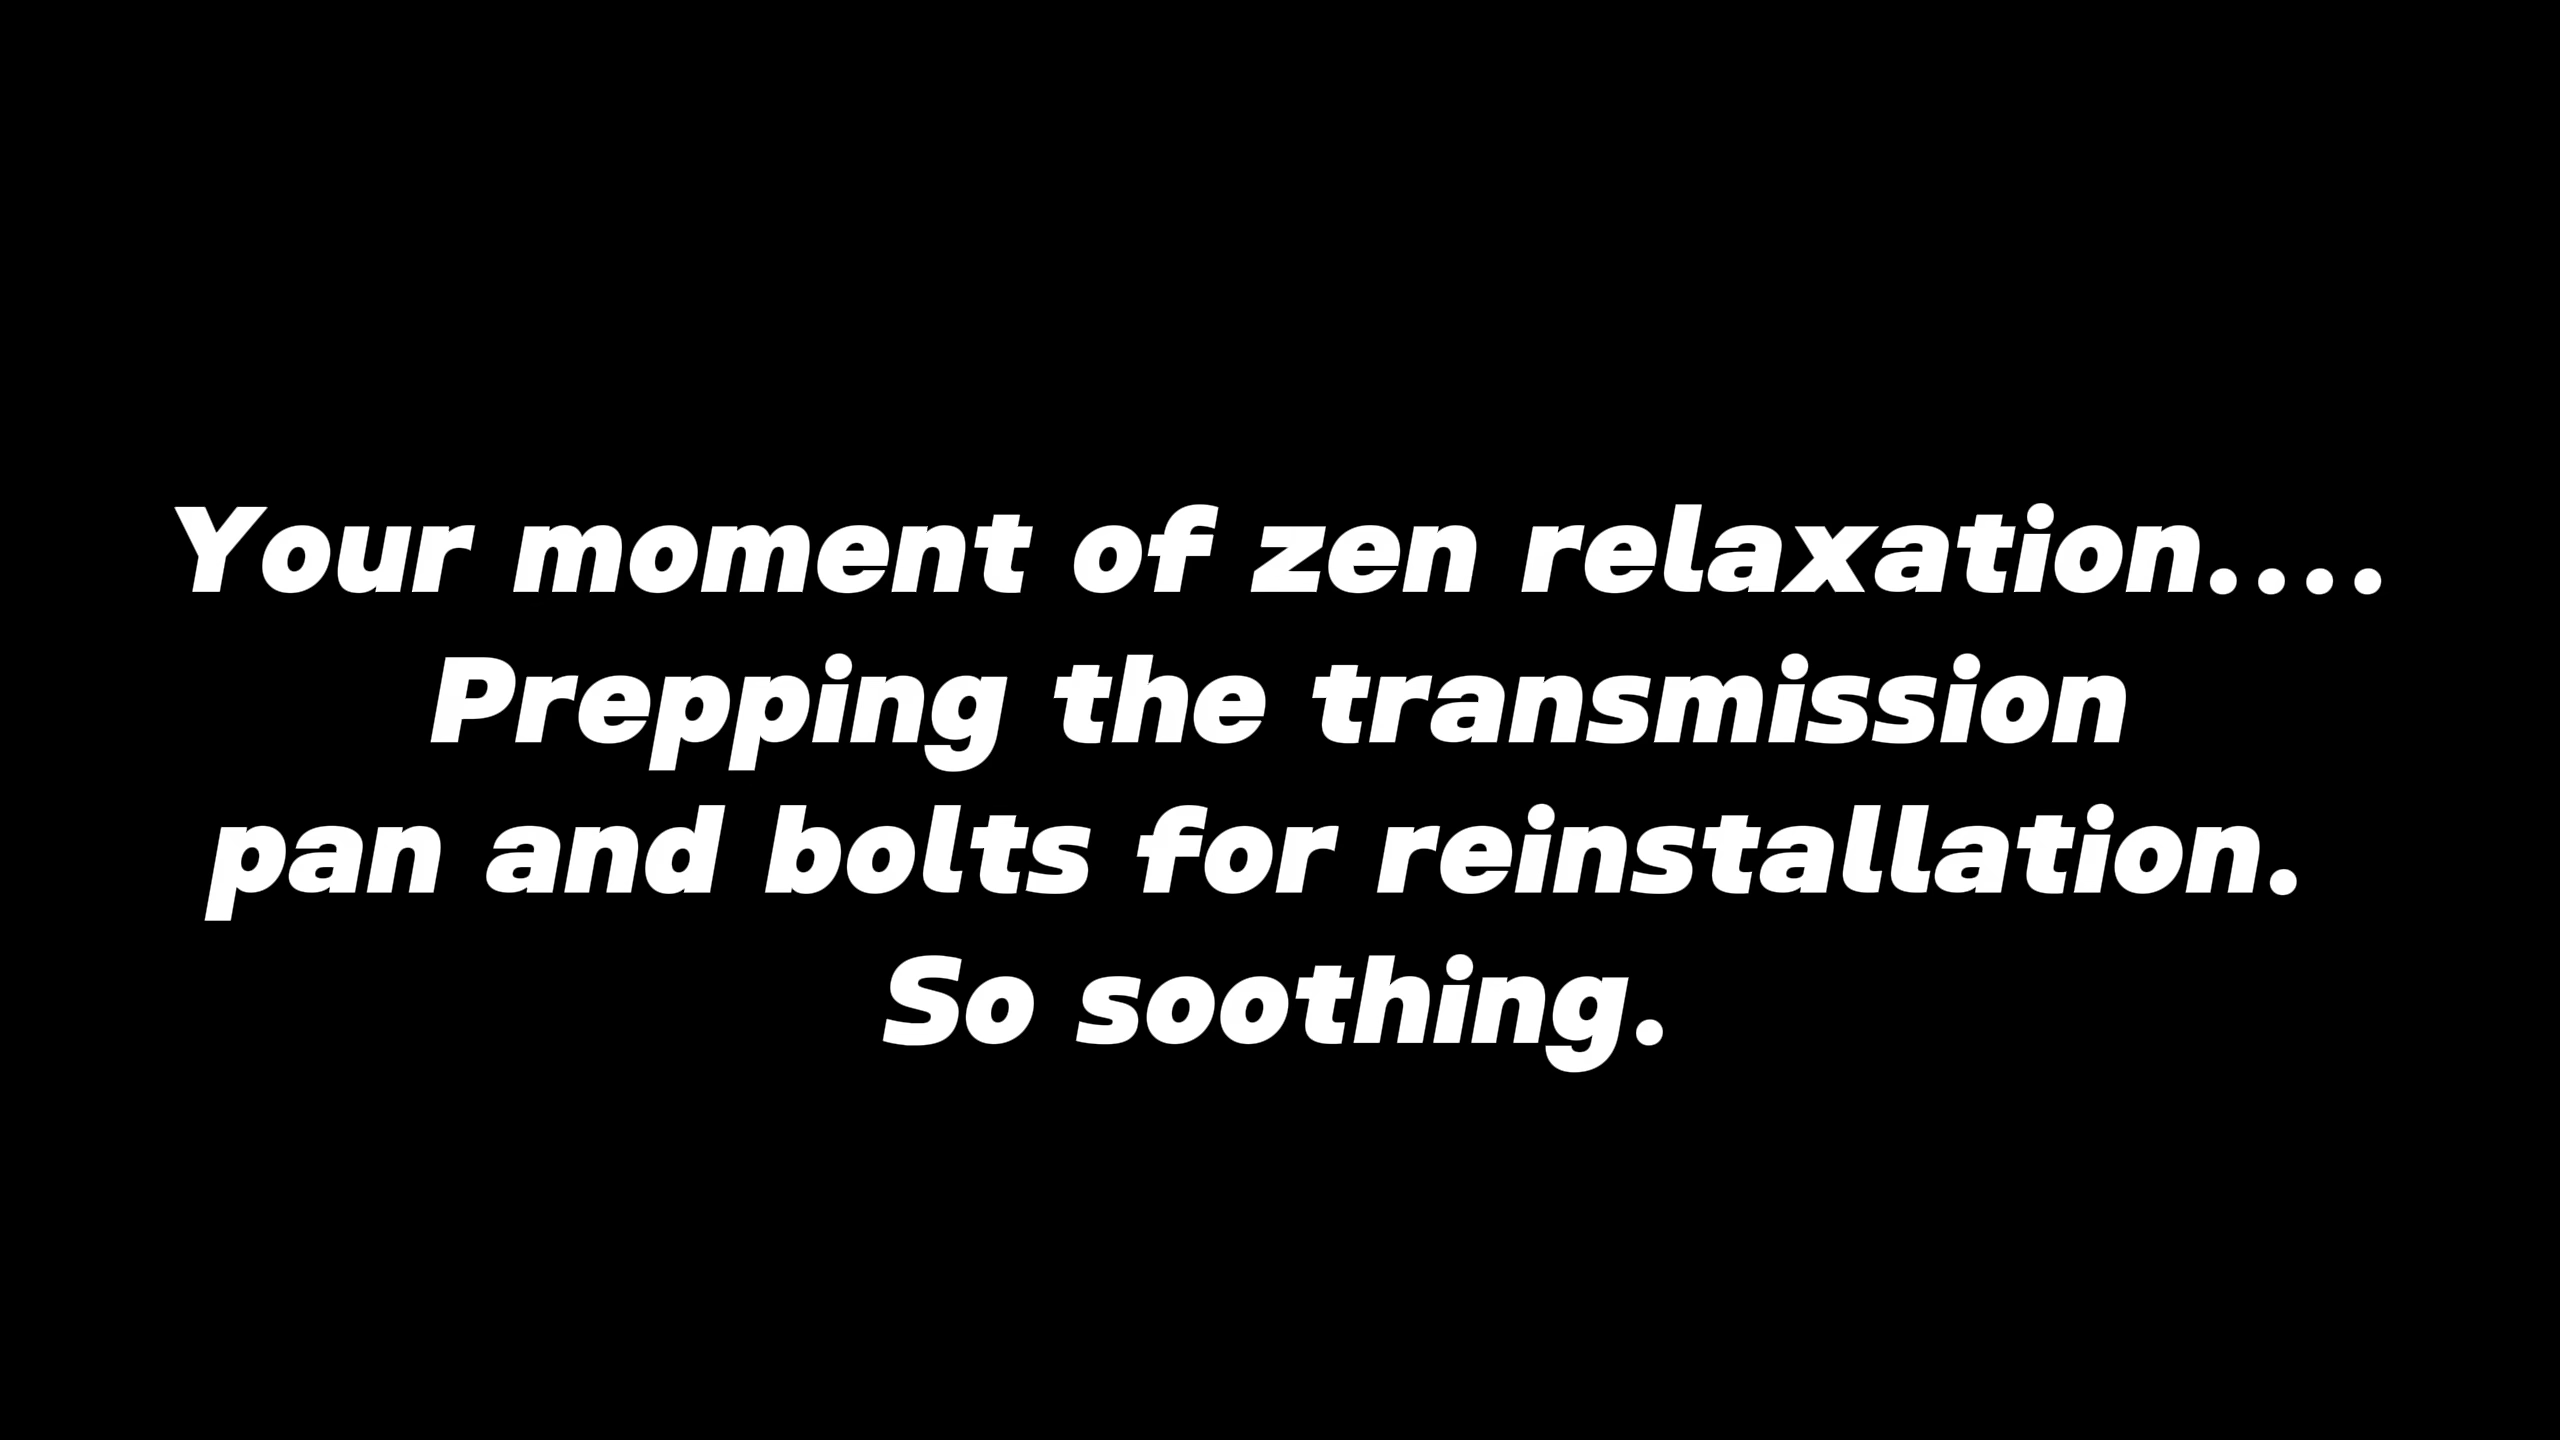 Your moment of zen relaxation....
Prepping the transmission
pan and bolts for reinstallation.
So soothing.